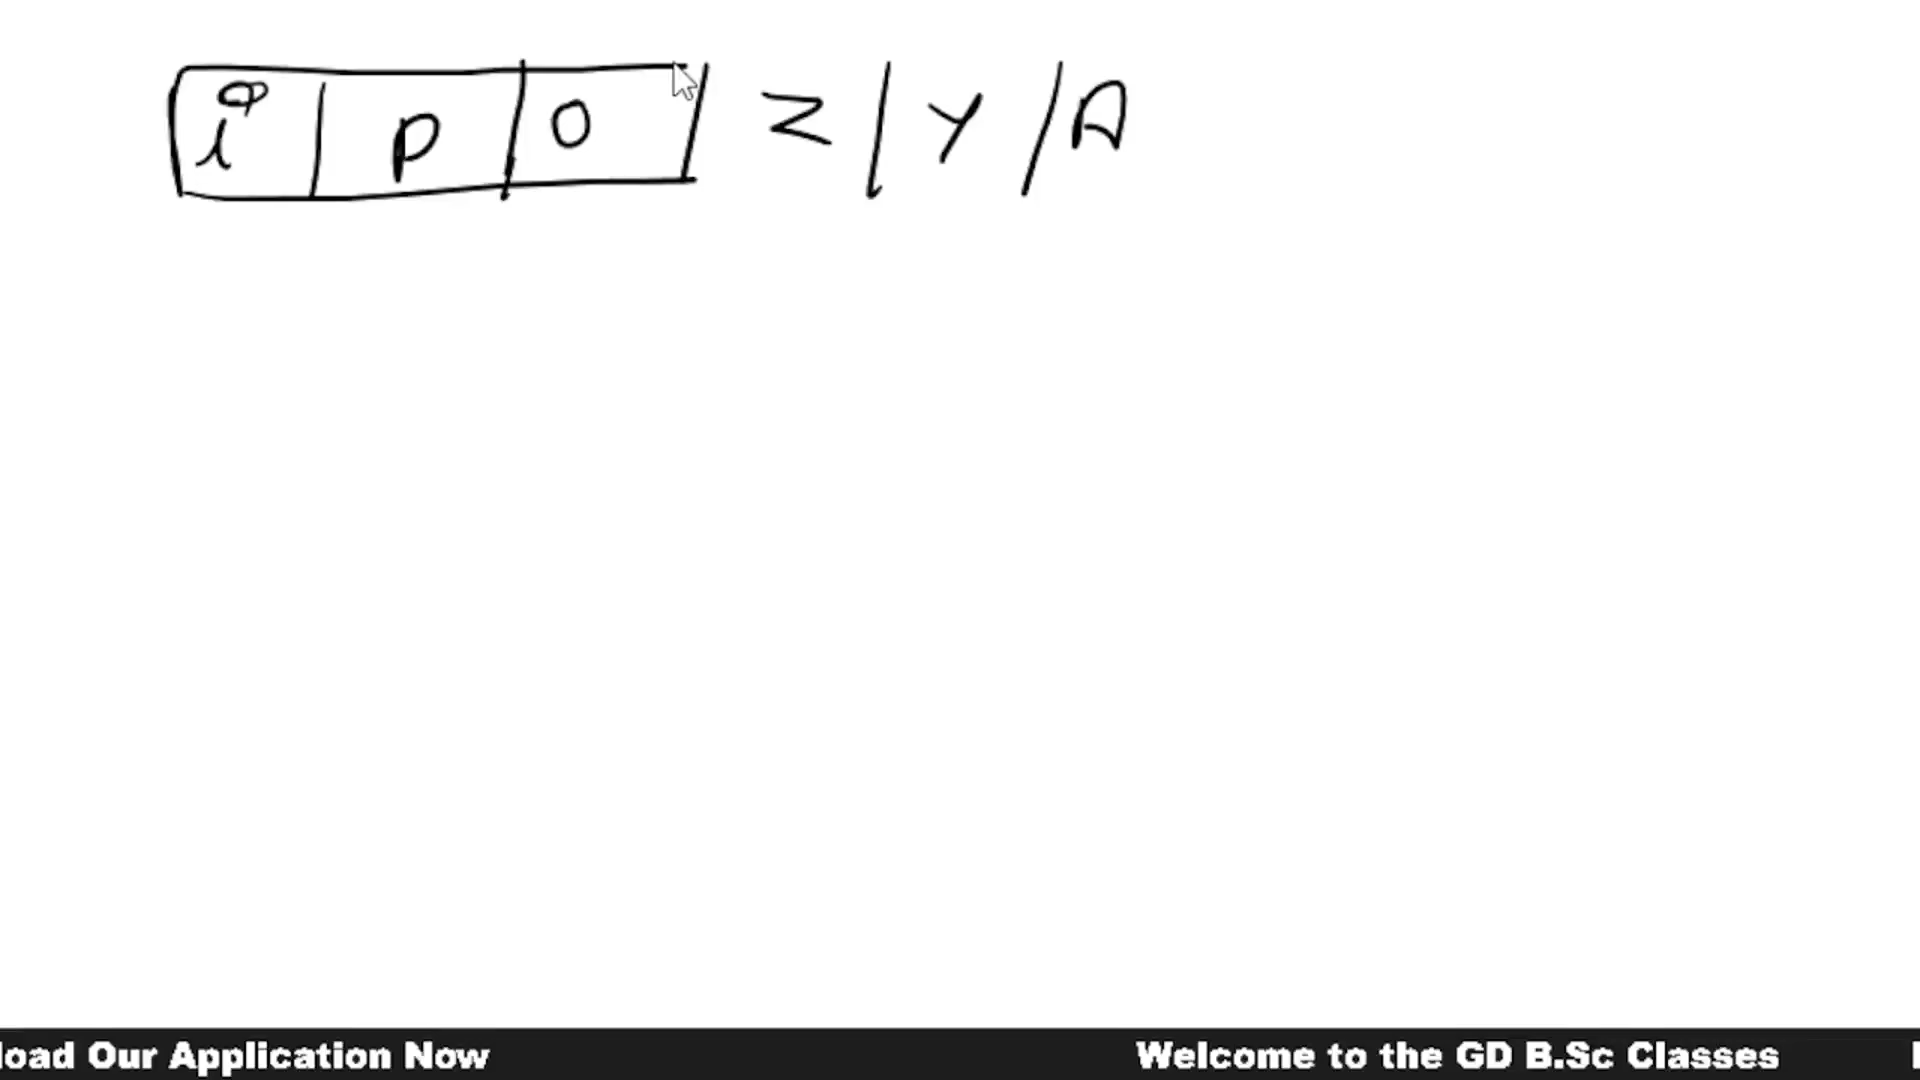 i | P | O | Z | Y | A
load Our Application Now Welcome to the GD B.Sc Classes